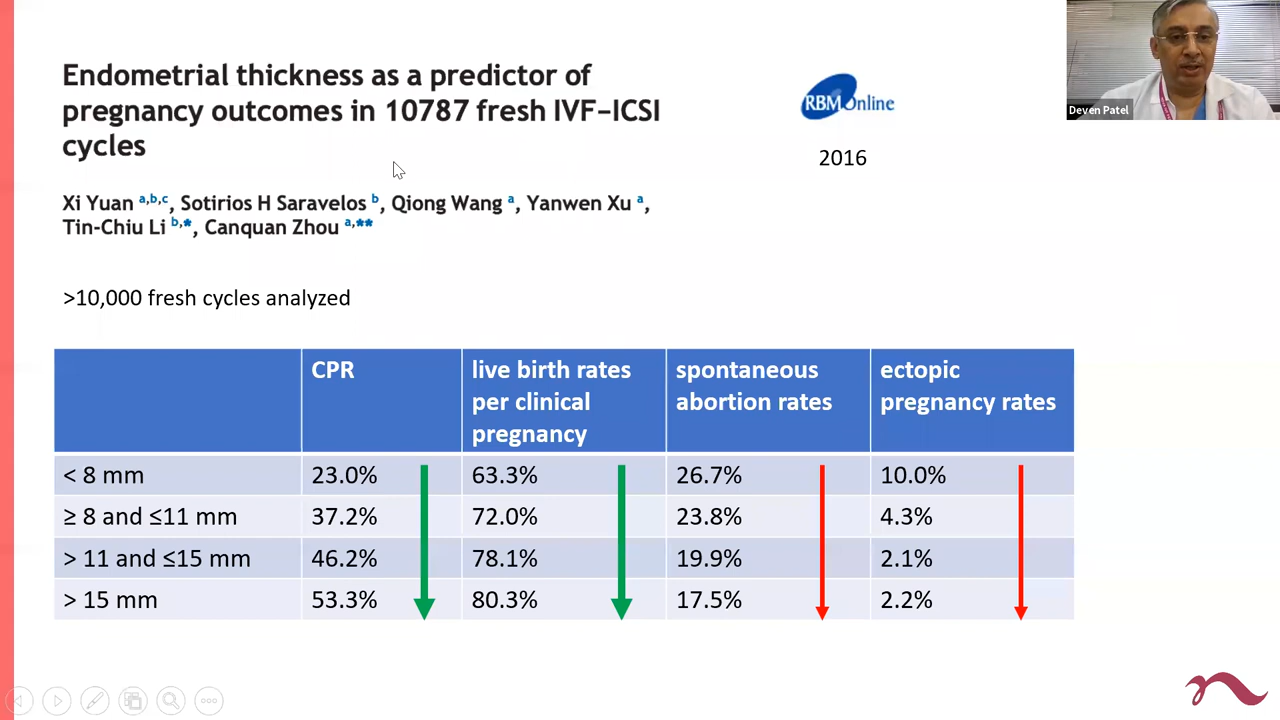 Endometrial thickness as a predictor of
pregnancy outcomes in 10787 fresh IVF–ICSI
cycles
RBMOnline
2016
Deven Patel
Xi Yuan a,b,c, Sotirios H Saravelos b, Qiong Wang a, Yanwen Xu a,
Tin-Chiu Li b,*, Canquan Zhou a,**
>10,000 fresh cycles analyzed
CPR
live birth rates
per clinical
pregnancy
spontaneous
abortion rates
ectopic
pregnancy rates
< 8 mm 23.0% 63.3% 26.7% 10.0%
≥ 8 and ≤11 mm 37.2% 72.0% 23.8% 4.3%
> 11 and ≤15 mm 46.2% 78.1% 19.9% 2.1%
> 15 mm 53.3% 80.3% 17.5% 2.2%